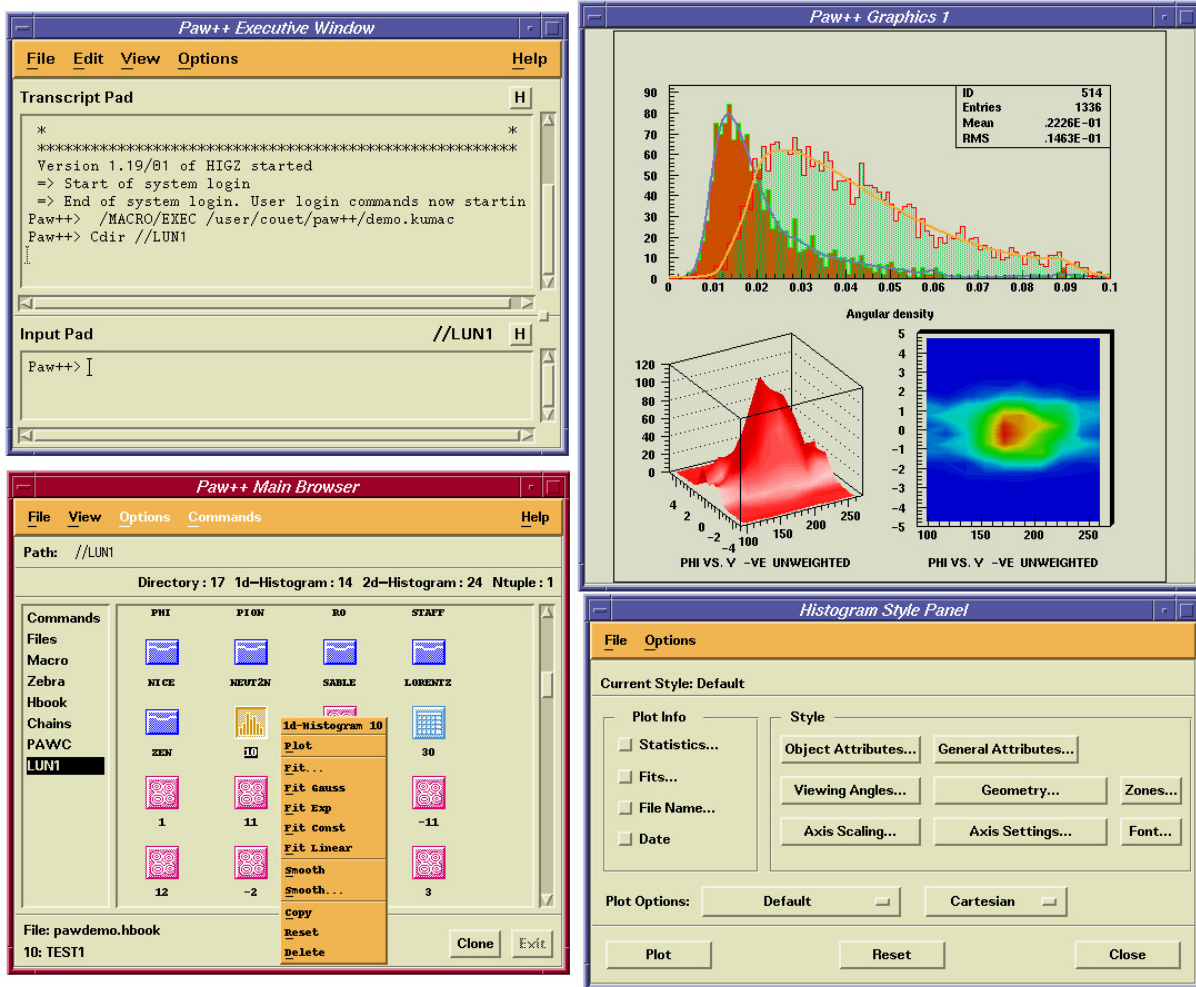 Paw++ Executive Window
File Edit View Options Help
Transcript Pad H
* *
****************************************************************
Version 1.19/01 of HIGZ started
=> Start of system login
=> End of system login. User login commands now startin
Paw++> /MACRO/EXEC /user/couet/paw++/demo.kumac
Paw++> Cdir //LUN1
Input Pad //LUN1 H
Paw++>
Paw++ Graphics 1
ID 514
Entries 1336
Mean .2226E-01
RMS .1463E-01
90
80
70
60
50
40
30
20
10
0
0 0.01 0.02 0.03 0.04 0.05 0.06 0.07 0.08 0.09 0.1
Angular density
120
100
80
60
40
20
0
4
2
0
-2
-4
100 150 200 250
PHI VS. Y -VE UNWEIGHTED
5
4
3
2
1
0
-1
-2
-3
-4
-5
100 150 200 250
PHI VS. Y -VE UNWEIGHTED
Paw++ Main Browser
File View Options Commands Help
Path: //LUN1
Directory : 17 1d-Histogram : 14 2d-Histogram : 24 Ntuple : 1
Commands
Files
Macro
Zebra
Hbook
Chains
PAWC
LUN1
PHI PION RO STAFF
NICE NEUT2N SABLE LORENTZ
ZEN 10 30
1 11 -11
12 -2 3
1d-Histogram 10
Plot
Fit...
Fit Gauss
Fit Exp
Fit Const
Fit Linear
Smooth
Smooth...
Copy
Reset
Delete
File: pawdemo.hbook
10: TEST1
Clone Exit
Histogram Style Panel
File Options
Current Style: Default
Plot Info
Statistics...
Fits...
File Name...
Date
Style
Object Attributes... General Attributes...
Viewing Angles... Geometry... Zones...
Axis Scaling... Axis Settings... Font...
Plot Options: Default Cartesian
Plot Reset Close